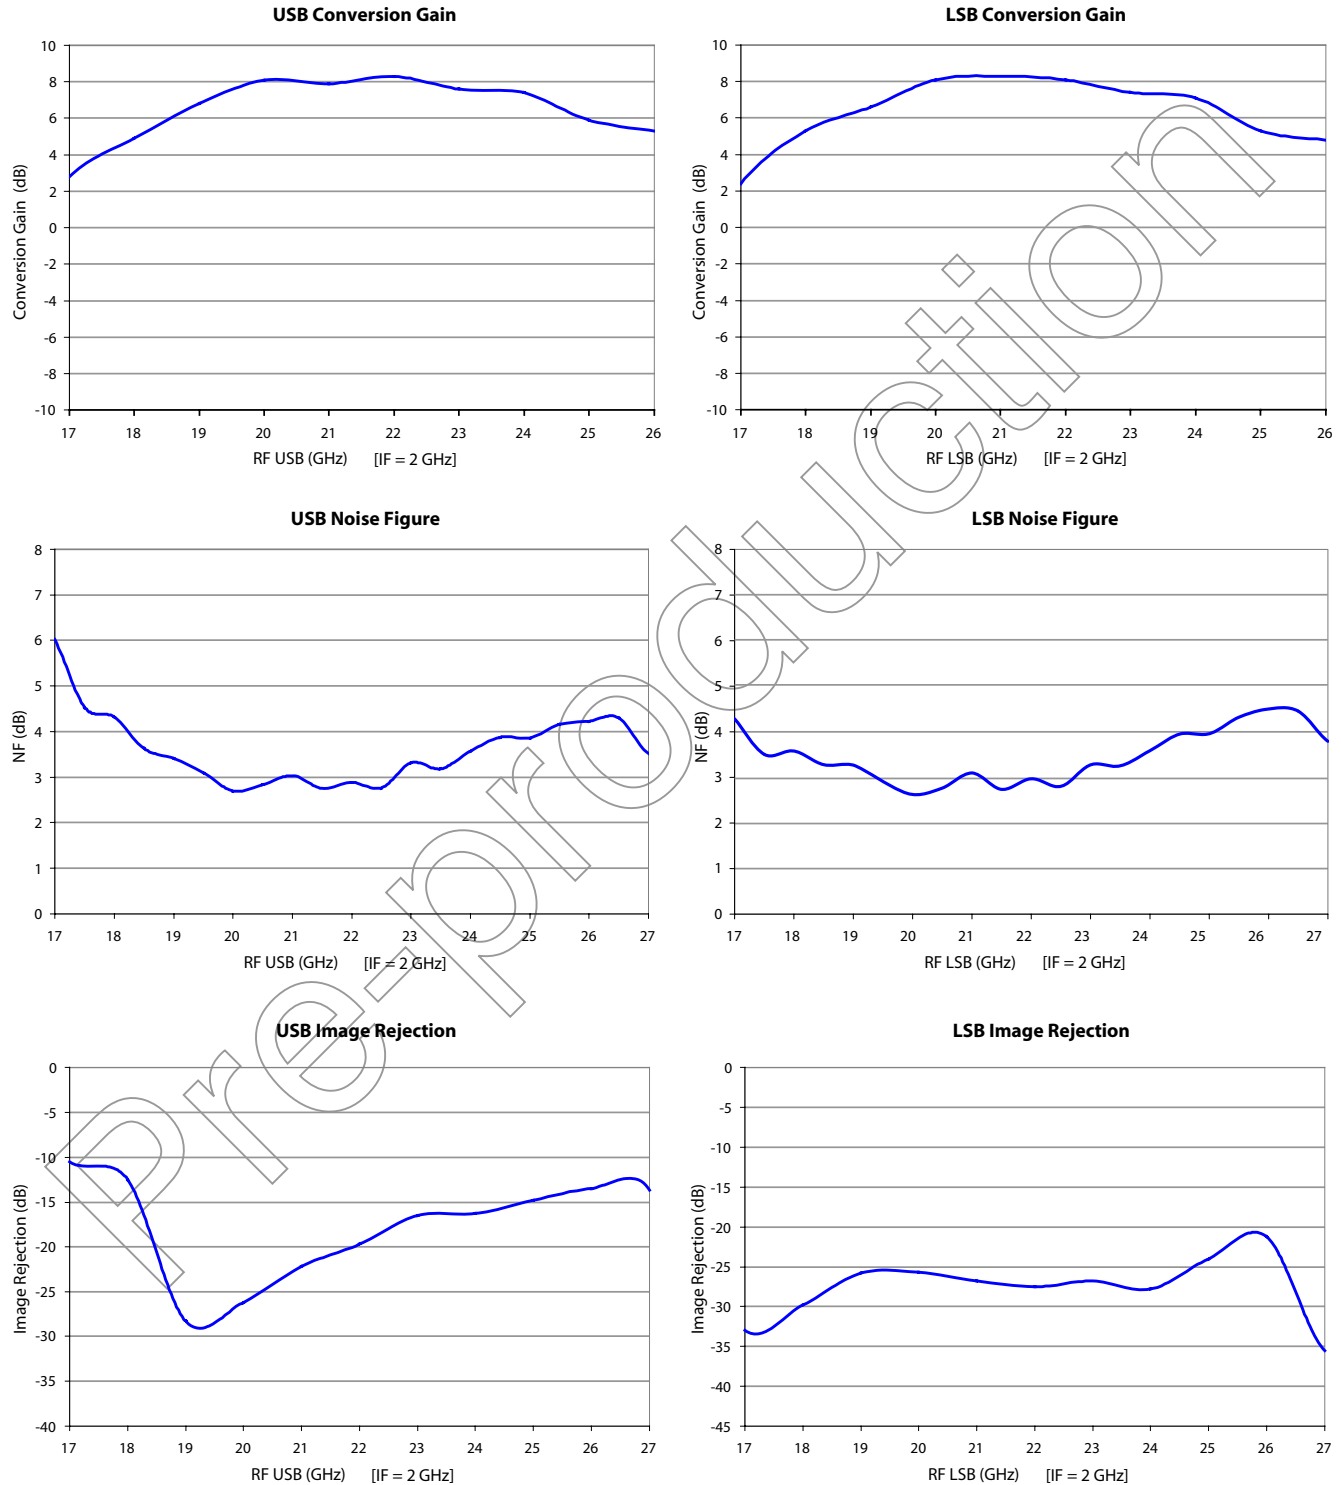 USB Conversion Gain
Conversion Gain (dB)
10
8
6
4
2
0
-2
-4
-6
-8
-10
17 18 19 20 21 22 23 24 25 26
RF USB (GHz) [IF = 2 GHz]
LSB Conversion Gain
Conversion Gain (dB)
10
8
6
4
2
0
-2
-4
-6
-8
-10
17 18 19 20 21 22 23 24 25 26
RF LSB (GHz) [IF = 2 GHz]
USB Noise Figure
NF (dB)
8
7
6
5
4
3
2
1
0
17 18 19 20 21 22 23 24 25 26 27
RF USB (GHz) [IF = 2 GHz]
LSB Noise Figure
NF (dB)
8
7
6
5
4
3
2
1
0
17 18 19 20 21 22 23 24 25 26 27
RF LSB (GHz) [IF = 2 GHz]
USB Image Rejection
Image Rejection (dB)
0
-5
-10
-15
-20
-25
-30
-35
-40
17 18 19 20 21 22 23 24 25 26 27
RF USB (GHz) [IF = 2 GHz]
LSB Image Rejection
Image Rejection (dB)
0
-5
-10
-15
-20
-25
-30
-35
-40
-45
17 18 19 20 21 22 23 24 25 26 27
RF LSB (GHz) [IF = 2 GHz]
Pre-production